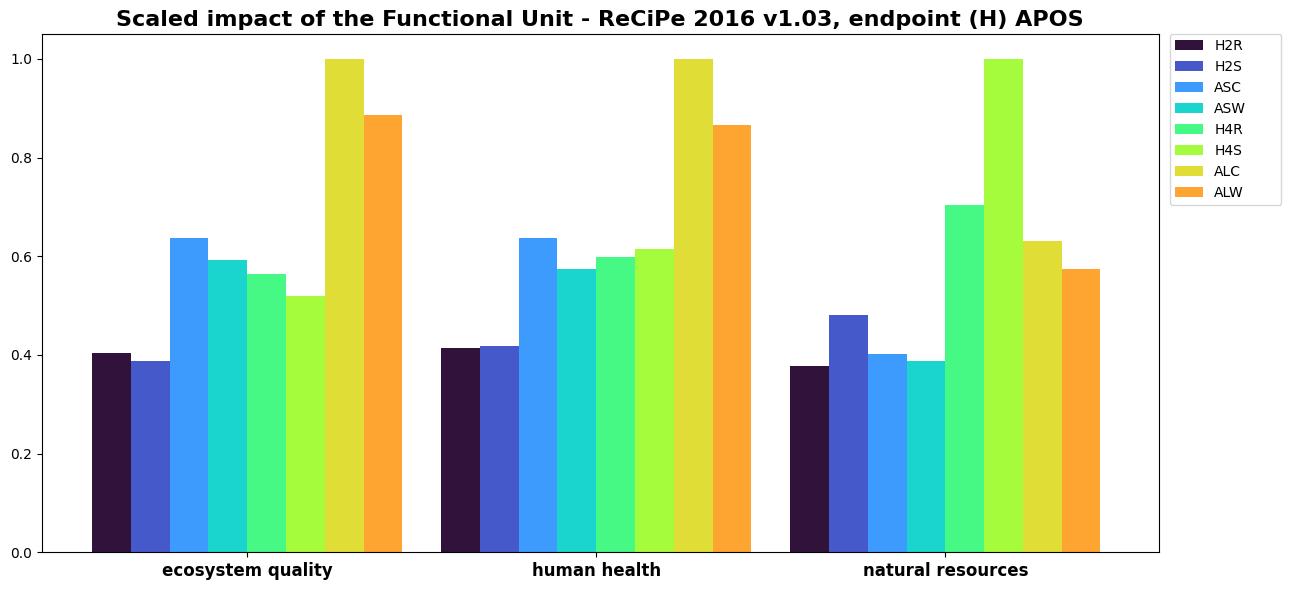 Scaled impact of the Functional Unit - ReCiPe 2016 v1.03, endpoint (H) APOS
1.0
0.8
0.6
0.4
0.2
0.0
ecosystem quality
human health
natural resources
H2R
H2S
ASC
ASW
H4R
H4S
ALC
ALW